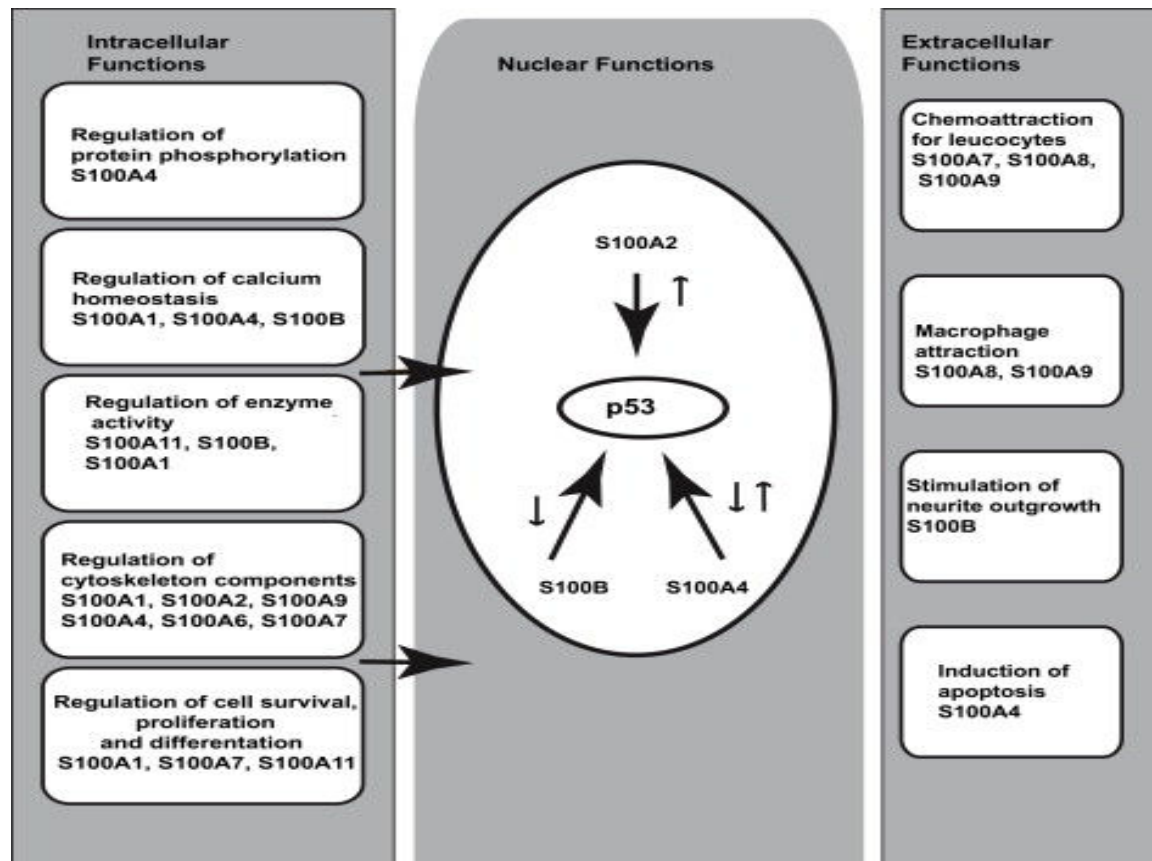 Intracellular
Functions
Regulation of
protein phosphorylation
S100A4
Regulation of calcium
homeostasis
S100A1, S100A4, S100B
Regulation of enzyme
activity
S100A11, S100B,
S100A1
Regulation of
cytoskeleton components
S100A1, S100A2, S100A9
S100A4, S100A6, S100A7
Regulation of cell survival,
proliferation
and differentation
S100A1, S100A7, S100A11
Nuclear Functions
S100A2
↑
p53
↓
↓↑
S100B
S100A4
Extracellular
Functions
Chemoattraction
for leucocytes
S100A7, S100A8,
S100A9
Macrophage
attraction
S100A8, S100A9
Stimulation of
neurite outgrowth
S100B
Induction of
apoptosis
S100A4